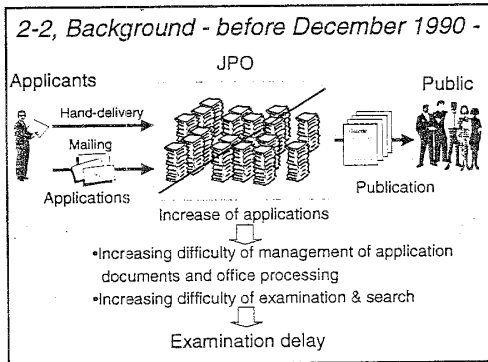 2-2, Background - before December 1990 -
JPO
Applicants
Public
Hand-delivery
Mailing
Applications
Publication
Increase of applications
•Increasing difficulty of management of application
documents and office processing
•Increasing difficulty of examination & search
Examination delay